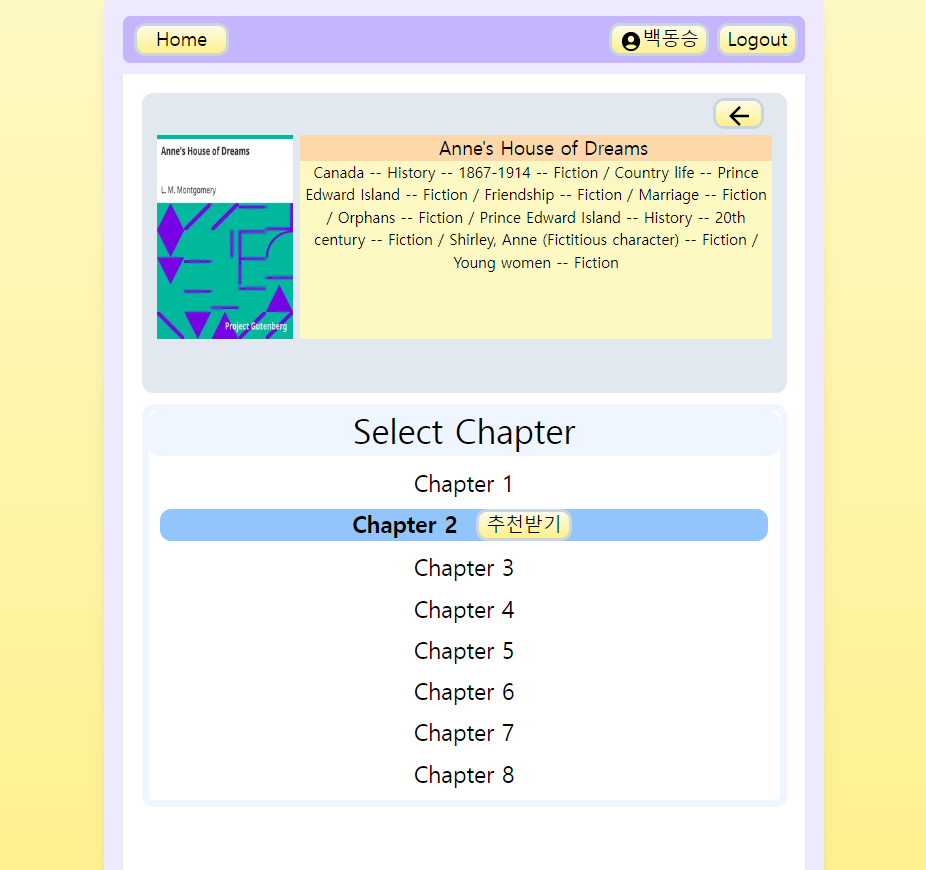 Home
백동승
Logout
Anne's House of Dreams
L. M. Montgomery
Project Gutenberg
Anne's House of Dreams
Canada -- History -- 1867-1914 -- Fiction / Country life -- Prince
Edward Island -- Fiction / Friendship -- Fiction / Marriage -- Fiction
/ Orphans -- Fiction / Prince Edward Island -- History -- 20th
century -- Fiction / Shirley, Anne (Fictitious character) -- Fiction /
Young women -- Fiction
Select Chapter
Chapter 1
Chapter 2 추천받기
Chapter 3
Chapter 4
Chapter 5
Chapter 6
Chapter 7
Chapter 8